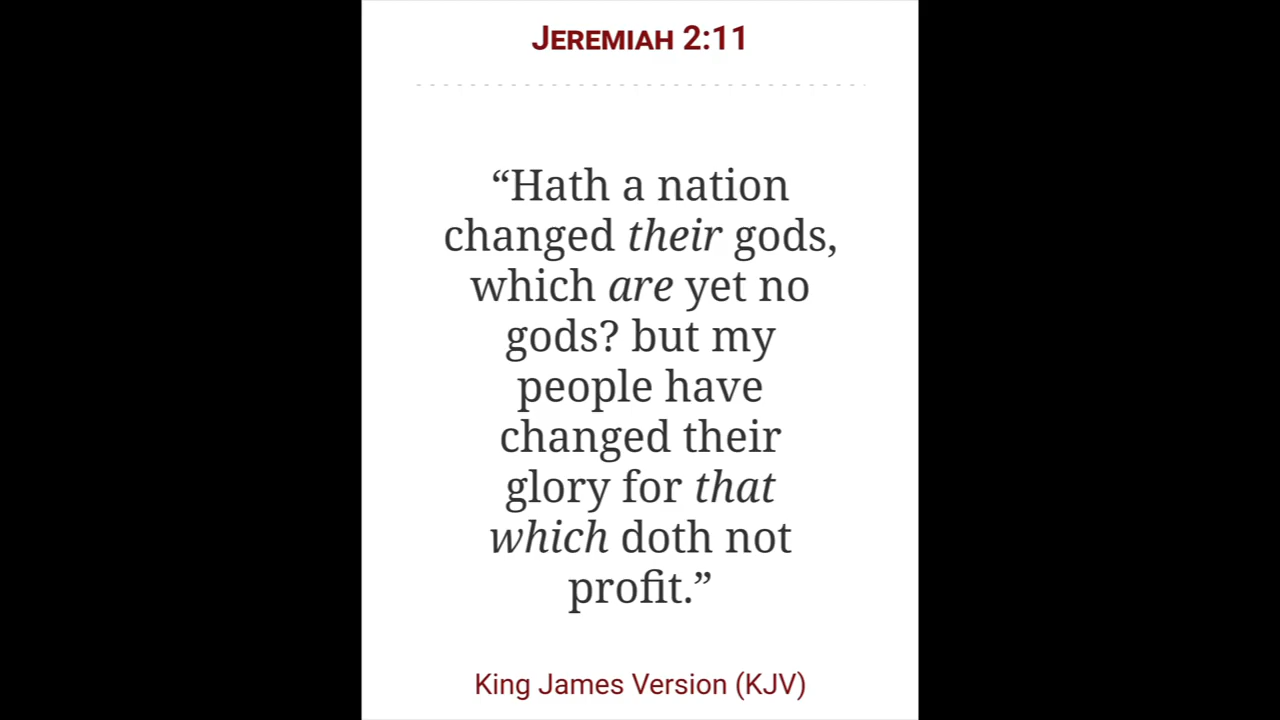 JEREMIAH 2:11
“Hath a nation
changed their gods,
which are yet no
gods? but my
people have
changed their
glory for that
which doth not
profit.”
King James Version (KJV)